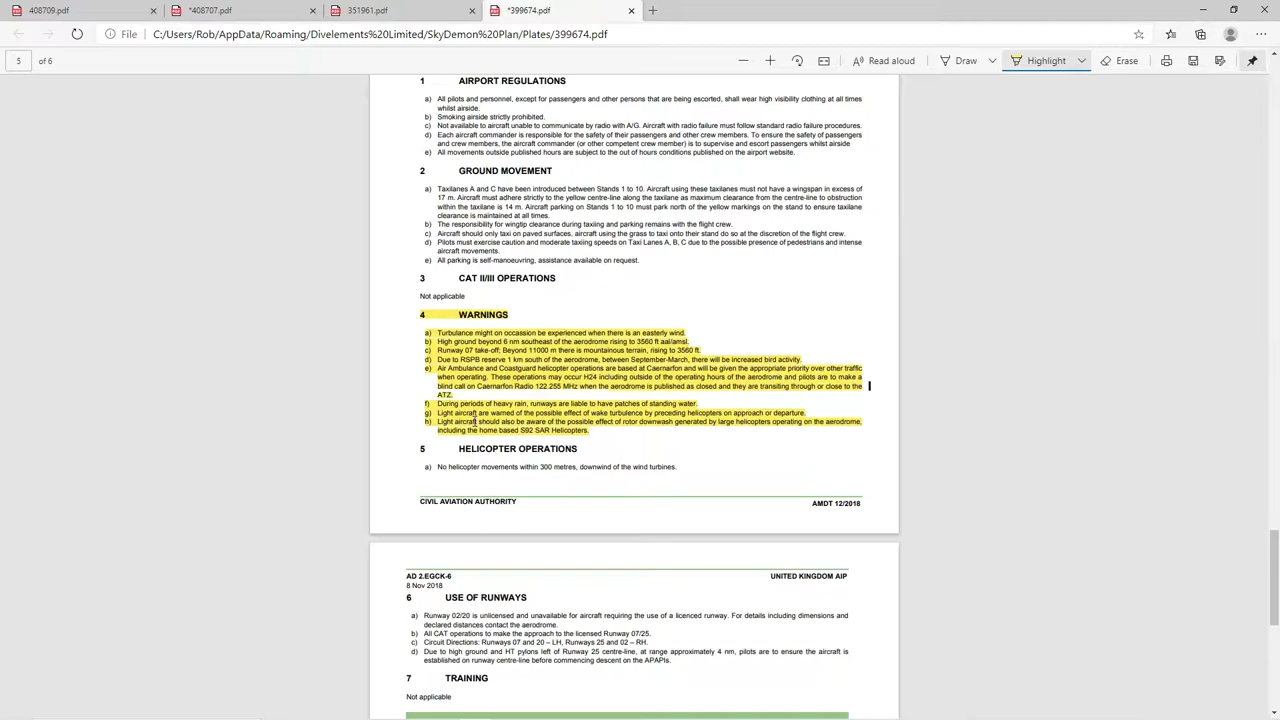 408709.pdf
*408707.pdf
351961.pdf
*399674.pdf
File C:/Users/Rob/AppData/Roaming/Divelements%20Limited/SkyDemon%20Plan/Plates/399674.pdf
5 of 6
Read aloud Draw Highlight Erase
1 AIRPORT REGULATIONS
a) All pilots and personnel, except for passengers and other persons that are being escorted, shall wear high visibility clothing at all times
whilst airside.
b) Smoking airside strictly prohibited.
c) Not available to aircraft unable to communicate by radio with A/G. Aircraft with radio failure must follow standard radio failure procedures.
d) Each aircraft commander is responsible for the safety of their passengers and other crew members. To ensure the safety of passengers
and crew members, the aircraft commander (or other competent crew member) is to supervise and escort passengers whilst airside
e) All movements outside published hours are subject to the out of hours conditions published on the airport website.
2 GROUND MOVEMENT
a) Taxilanes A and C have been introduced between Stands 1 to 10. Aircraft using these taxilanes must not have a wingspan in excess of
17 m. Aircraft must adhere strictly to the yellow centre-line along the taxilane as maximum clearance from the centre-line to obstruction
within the taxilane is 14 m. Aircraft parking on Stands 1 to 10 must park north of the yellow markings on the stand to ensure taxilane
clearance is maintained at all times.
b) The responsibility for wingtip clearance during taxiing and parking remains with the flight crew.
c) Aircraft should only taxi on paved surfaces, aircraft using the grass to taxi onto their stand do so at the discretion of the flight crew.
d) Pilots must exercise caution and moderate taxiing speeds on Taxi Lanes A, B, C due to the possible presence of pedestrians and intense
aircraft movements.
e) All parking is self-manoeuvring, assistance available on request.
3 CAT II/III OPERATIONS
Not applicable
4 WARNINGS
a) Turbulance might on occassion be experienced when there is an easterly wind.
b) High ground beyond 6 nm southeast of the aerodrome rising to 3560 ft aal/amsl.
c) Runway 07 take-off; Beyond 11000 m there is mountainous terrain, rising to 3560 ft.
d) Due to RSPB reserve 1 km south of the aerodrome, between September-March, there will be increased bird activity.
e) Air Ambulance and Coastguard helicopter operations are based at Caernarfon and will be given the appropriate priority over other traffic
when operating. These operations may occur H24 including outside of the operating hours of the aerodrome and pilots are to make a
blind call on Caernarfon Radio 122.255 MHz when the aerodrome is published as closed and they are transiting through or close to the
ATZ.
f) During periods of heavy rain, runways are liable to have patches of standing water.
g) Light aircraft are warned of the possible effect of wake turbulence by preceding helicopters on approach or departure.
h) Light aircraft should also be aware of the possible effect of rotor downwash generated by large helicopters operating on the aerodrome,
including the home based S92 SAR Helicopters.
5 HELICOPTER OPERATIONS
a) No helicopter movements within 300 metres, downwind of the wind turbines.
CIVIL AVIATION AUTHORITY AMDT 12/2018
AD 2.EGCK-6 UNITED KINGDOM AIP
8 Nov 2018
6 USE OF RUNWAYS
a) Runway 02/20 is unlicensed and unavailable for aircraft requiring the use of a licenced runway. For details including dimensions and
declared distances contact the aerodrome.
b) All CAT operations to make the approach to the licensed Runway 07/25.
c) Circuit Directions: Runways 07 and 20 – LH, Runways 25 and 02 – RH.
d) Due to high ground and HT pylons left of Runway 25 centre-line, at range approximately 4 nm, pilots are to ensure the aircraft is
established on runway centre-line before commencing descent on the APAPIs.
7 TRAINING
Not applicable